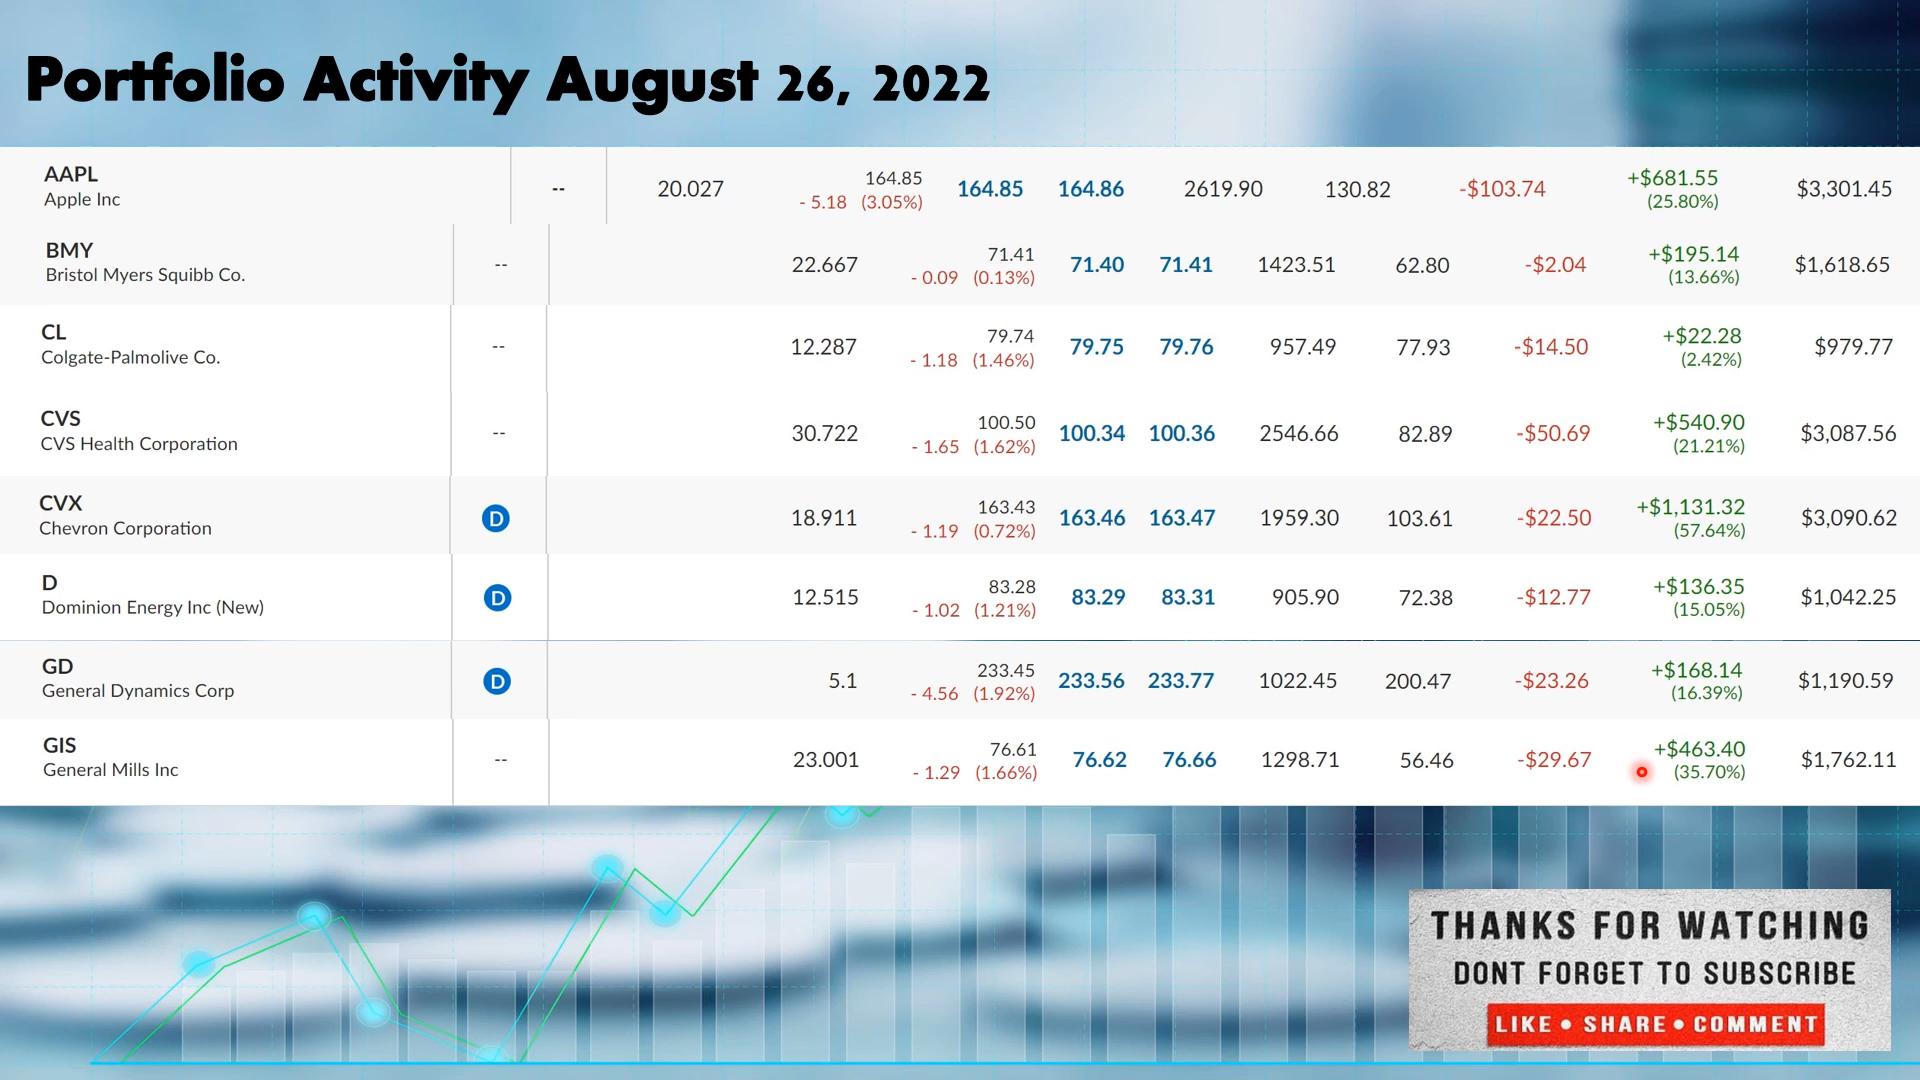 Portfolio Activity August 26, 2022
AAPL
Apple Inc
-- 20.027 164.85 - 5.18 (3.05%) 164.85 164.86 2619.90 130.82 -$103.74 +$681.55 (25.80%) $3,301.45
BMY
Bristol Myers Squibb Co.
-- 22.667 71.41 - 0.09 (0.13%) 71.40 71.41 1423.51 62.80 -$2.04 +$195.14 (13.66%) $1,618.65
CL
Colgate-Palmolive Co.
-- 12.287 79.74 - 1.18 (1.46%) 79.75 79.76 957.49 77.93 -$14.50 +$22.28 (2.42%) $979.77
CVS
CVS Health Corporation
-- 30.722 100.50 - 1.65 (1.62%) 100.34 100.36 2546.66 82.89 -$50.69 +$540.90 (21.21%) $3,087.56
CVX
Chevron Corporation
D 18.911 163.43 - 1.19 (0.72%) 163.46 163.47 1959.30 103.61 -$22.50 +$1,131.32 (57.64%) $3,090.62
D
Dominion Energy Inc (New)
D 12.515 83.28 - 1.02 (1.21%) 83.29 83.31 905.90 72.38 -$12.77 +$136.35 (15.05%) $1,042.25
GD
General Dynamics Corp
D 5.1 233.45 - 4.56 (1.92%) 233.56 233.77 1022.45 200.47 -$23.26 +$168.14 (16.39%) $1,190.59
GIS
General Mills Inc
-- 23.001 76.61 - 1.29 (1.66%) 76.62 76.66 1298.71 56.46 -$29.67 +$463.40 (35.70%) $1,762.11
THANKS FOR WATCHING
DONT FORGET TO SUBSCRIBE
LIKE • SHARE • COMMENT